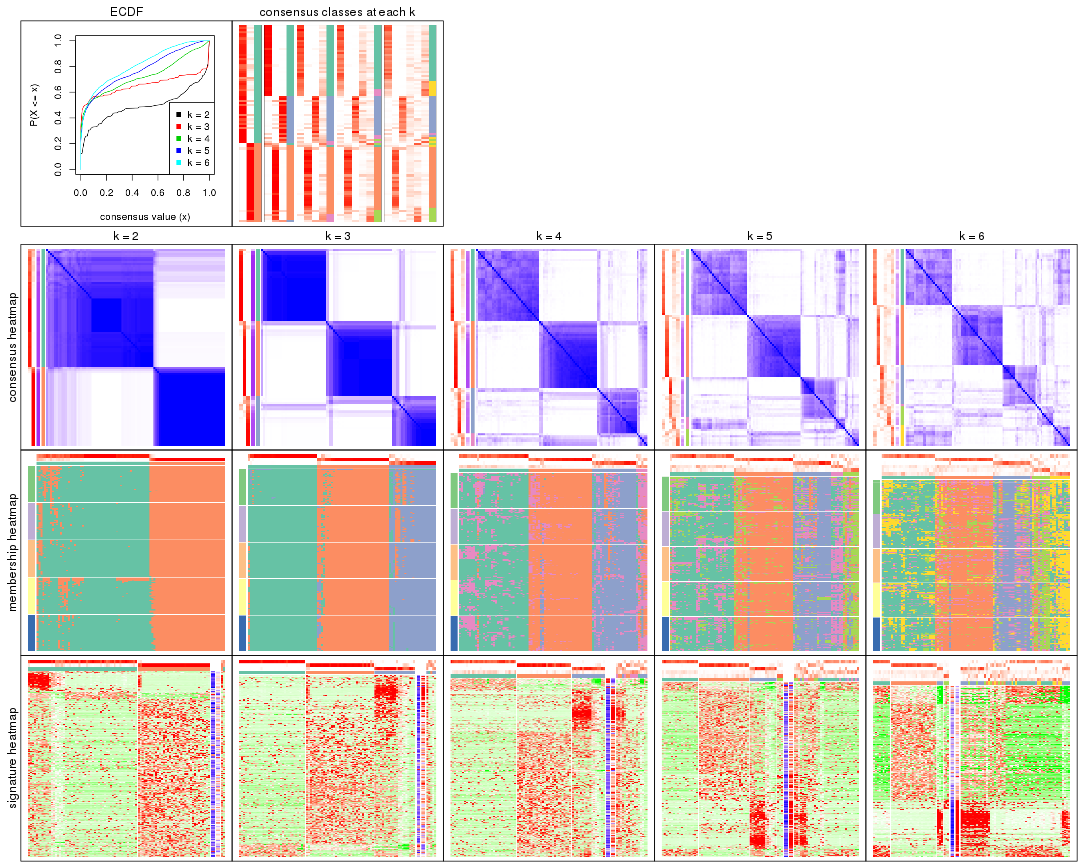 ECDF
consensus classes at each k
P(X <= x)
0.0 0.2 0.4 0.6 0.8 1.0
k = 2
k = 3
k = 4
k = 5
k = 6
0.0 0.2 0.4 0.6 0.8 1.0
consensus value (x)
k = 2
k = 3
k = 4
k = 5
k = 6
consensus heatmap
membership heatmap
signature heatmap